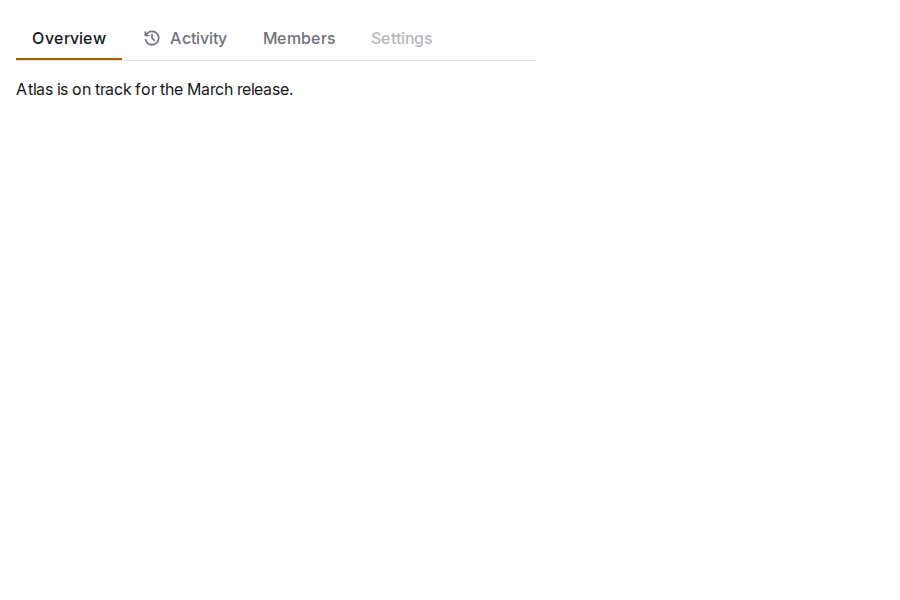 Overview Activity Members Settings
Atlas is on track for the March release.